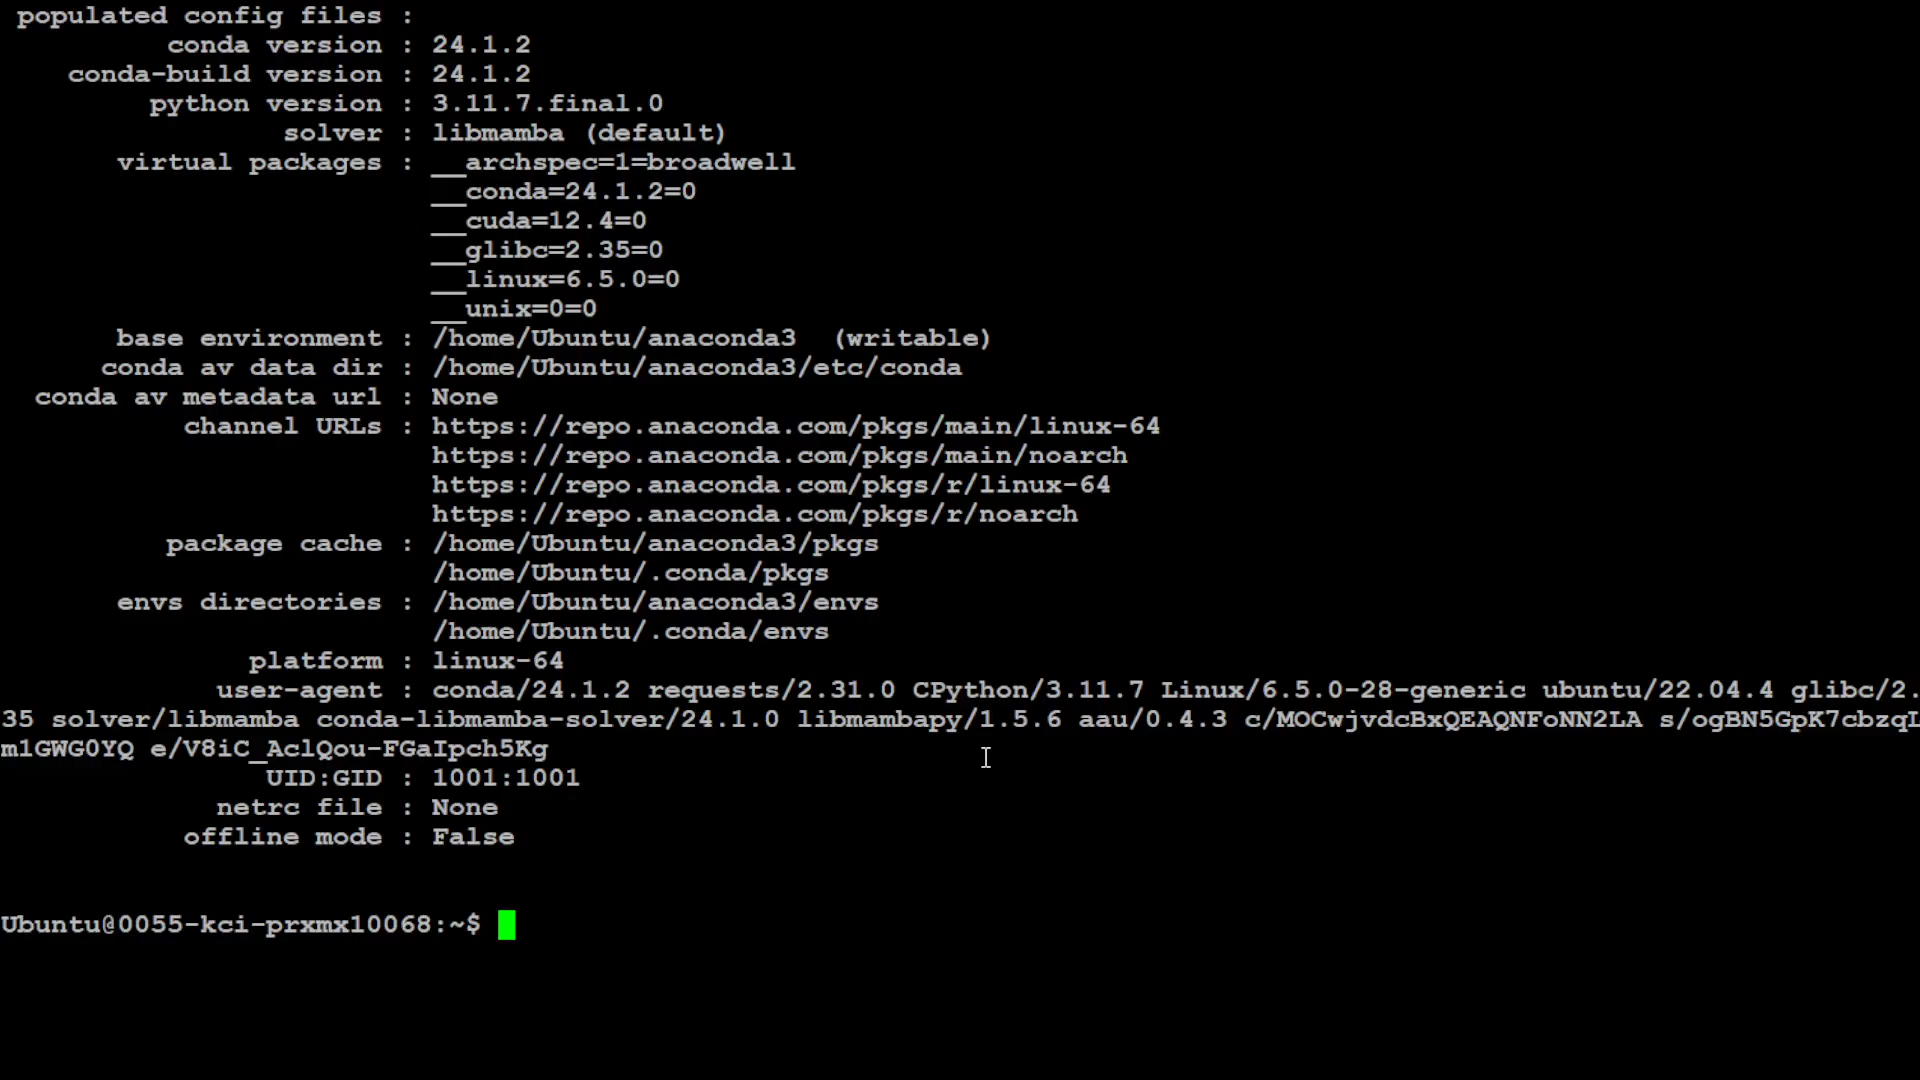 populated config files :
conda version : 24.1.2
conda-build version : 24.1.2
python version : 3.11.7.final.0
solver : libmamba (default)
virtual packages : __archspec=1=broadwell
__conda=24.1.2=0
__cuda=12.4=0
__glibc=2.35=0
__linux=6.5.0=0
__unix=0=0
base environment : /home/Ubuntu/anaconda3  (writable)
conda av data dir : /home/Ubuntu/anaconda3/etc/conda
conda av metadata url : None
channel URLs : https://repo.anaconda.com/pkgs/main/linux-64
https://repo.anaconda.com/pkgs/main/noarch
https://repo.anaconda.com/pkgs/r/linux-64
https://repo.anaconda.com/pkgs/r/noarch
package cache : /home/Ubuntu/anaconda3/pkgs
/home/Ubuntu/.conda/pkgs
envs directories : /home/Ubuntu/anaconda3/envs
/home/Ubuntu/.conda/envs
platform : linux-64
user-agent : conda/24.1.2 requests/2.31.0 CPython/3.11.7 Linux/6.5.0-28-generic ubuntu/22.04.4 glibc/2.
35 solver/libmamba conda-libmamba-solver/24.1.0 libmambapy/1.5.6 aau/0.4.3 c/MOCwjvdcBxQEAQNFoNN2LA s/ogBN5GpK7cbzqL
m1GWG0YQ e/V8iC_AclQou-FGaIpch5Kg
UID:GID : 1001:1001
netrc file : None
offline mode : False
Ubuntu@0055-kci-prxmx10068:~$